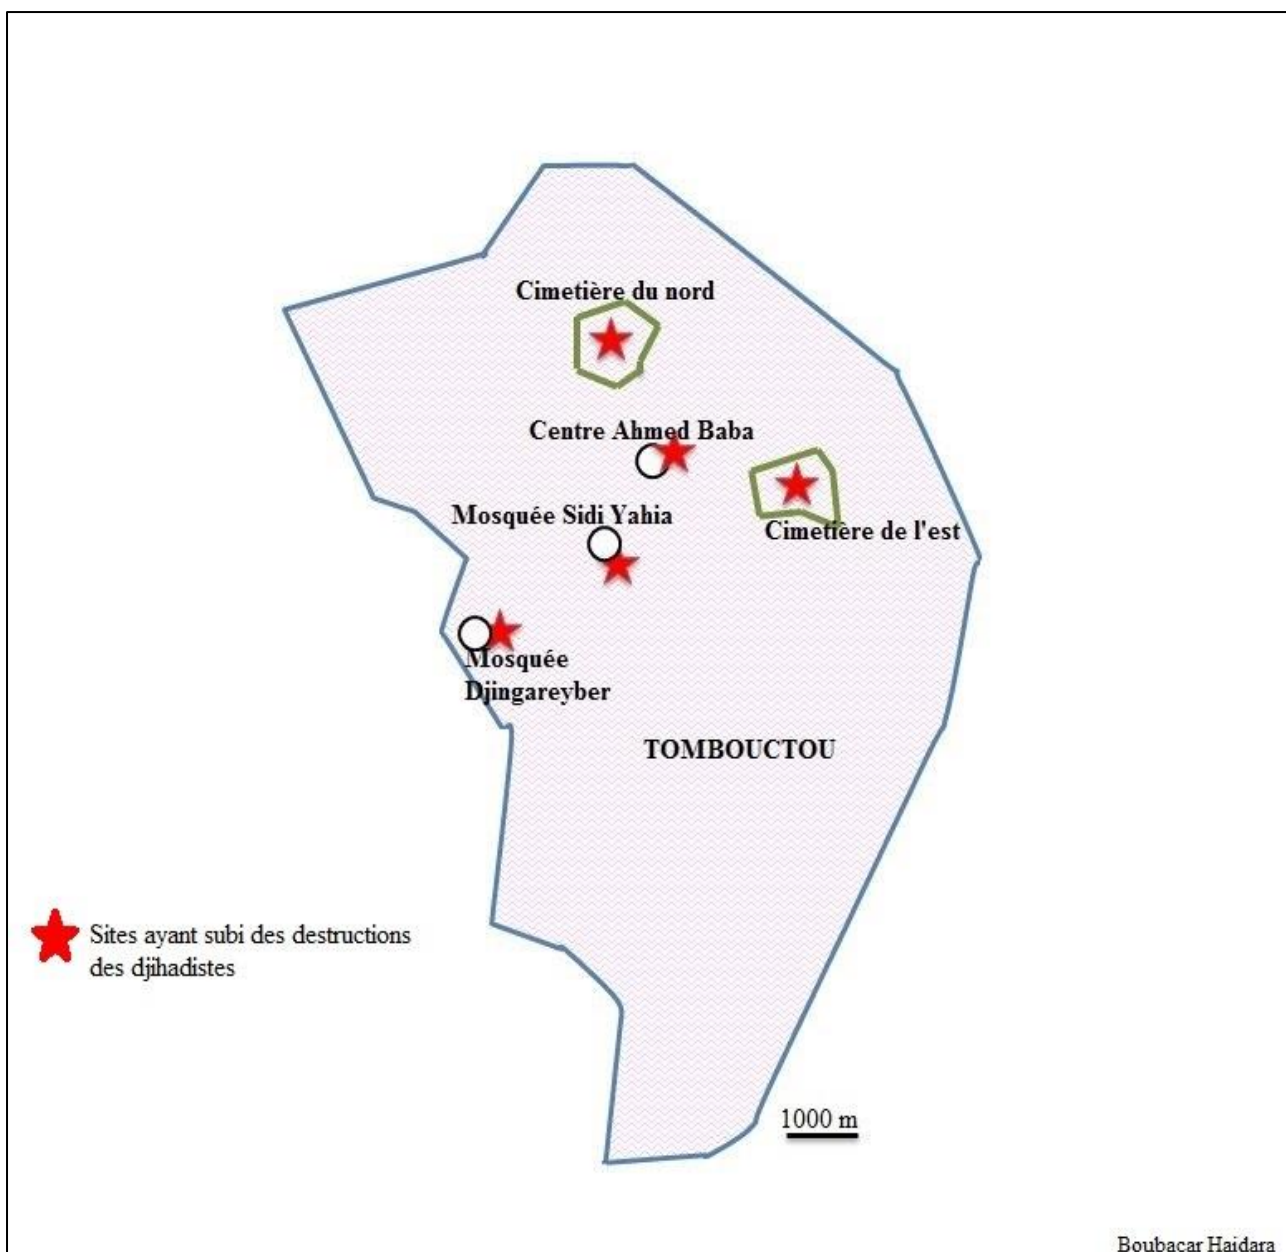 Cimetière du nord
Centre Ahmed Baba
Mosquée Sidi Yahia
Cimetière de l'est
Mosquée
Djingareyber
TOMBOUCTOU
Sites ayant subi des destructions
des djihadistes
1000 m
Boubacar Haidara